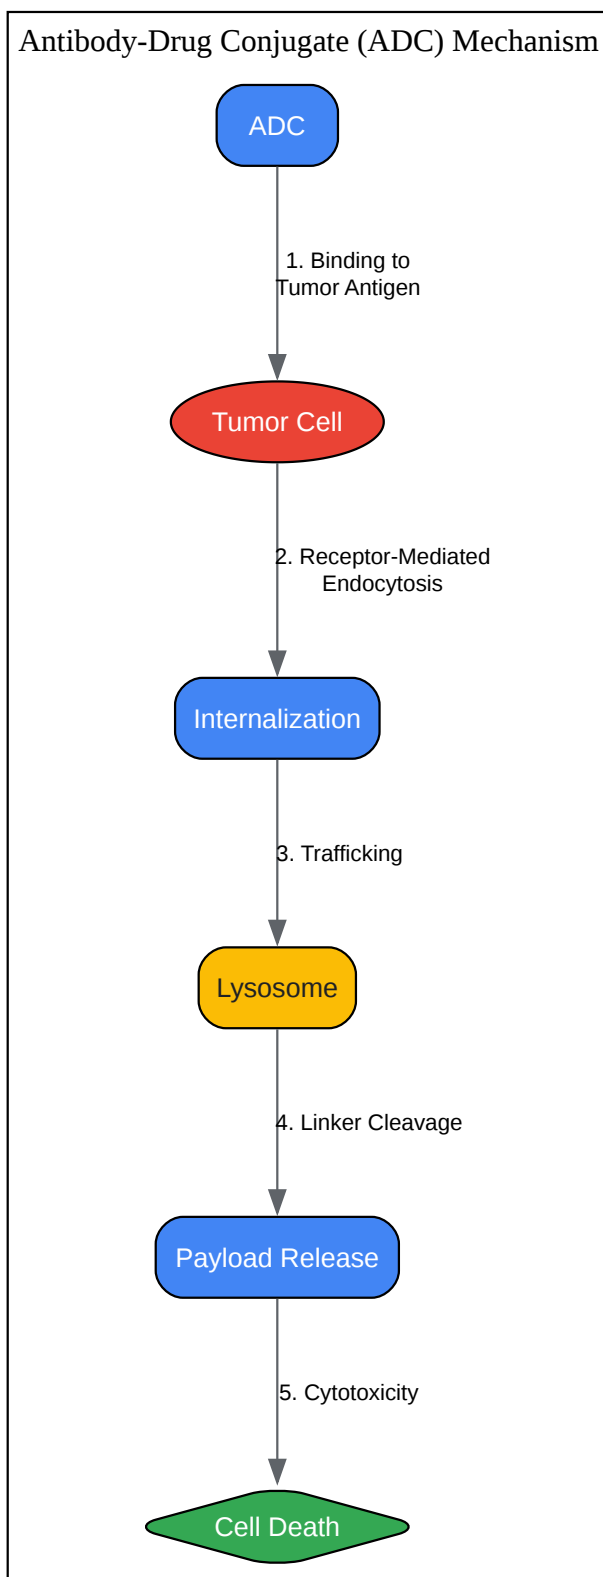 Antibody-Drug Conjugate (ADC) Mechanism
ADC
1. Binding to
Tumor Antigen
Tumor Cell
2. Receptor-Mediated
Endocytosis
Internalization
3. Trafficking
Lysosome
4. Linker Cleavage
Payload Release
5. Cytotoxicity
Cell Death